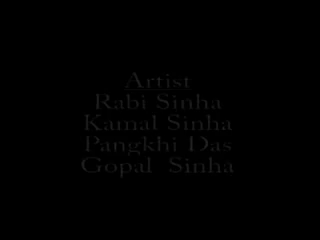 Artist
Rabi Sinha
Kamal Sinha
Pangkhi Das
Gopal Sinha